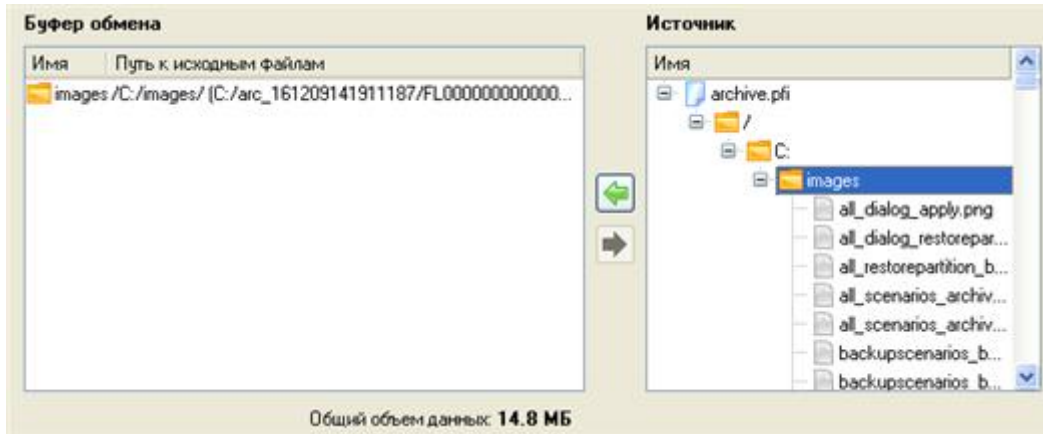 Буфер обмена
Имя Путь к исходным файлам
images /C:/images/ (C:/arc_161209141911187/FL000000000000...
Общий объем данных: 14.8 МБ
Источник
Имя
archive.pfi
/
C:
images
all_dialog_apply.png
all_dialog_restorepar...
all_restorepartition_b...
all_scenarios_archiv...
all_scenarios_archiv...
backupscenarios_b...
backupscenarios_b...